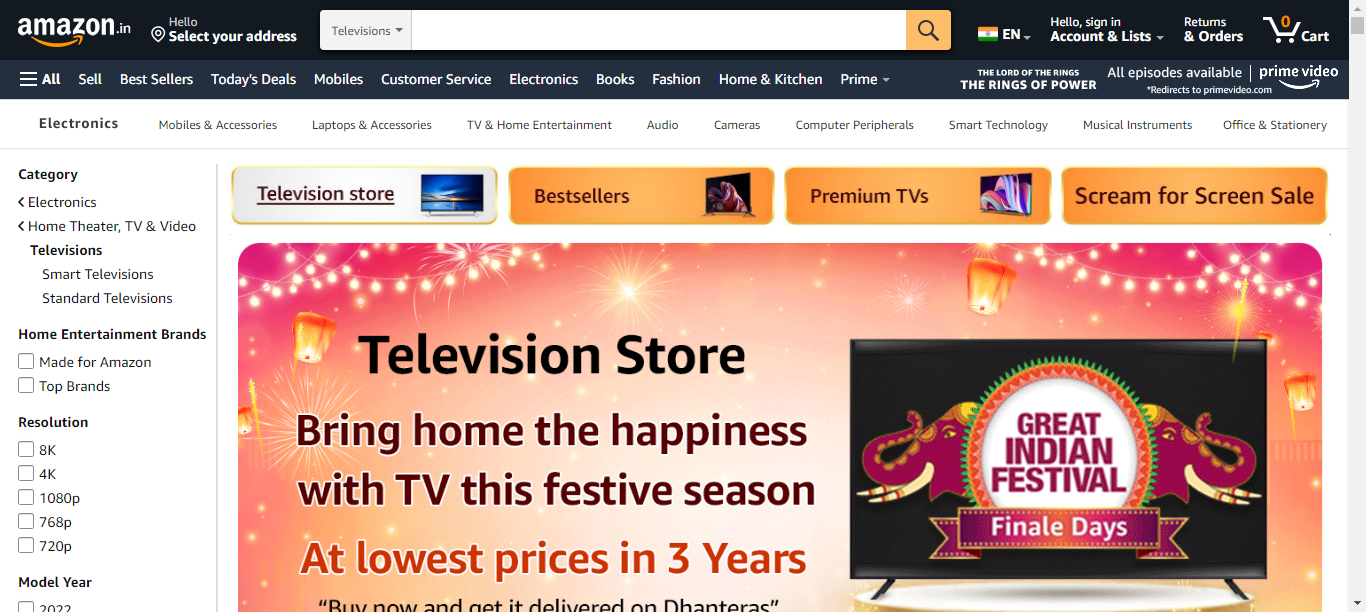 amazon.in
Hello
Select your address
Televisions
EN
Hello, sign in
Account & Lists
Returns
& Orders
0
Cart
All
Sell
Best Sellers
Today's Deals
Mobiles
Customer Service
Electronics
Books
Fashion
Home & Kitchen
Prime
THE LORD OF THE RINGS
THE RINGS OF POWER
All episodes available
prime video
*Redirects to primevideo.com
Electronics
Mobiles & Accessories
Laptops & Accessories
TV & Home Entertainment
Audio
Cameras
Computer Peripherals
Smart Technology
Musical Instruments
Office & Stationery
Category
Electronics
Home Theater, TV & Video
Televisions
Smart Televisions
Standard Televisions
Home Entertainment Brands
Made for Amazon
Top Brands
Resolution
8K
4K
1080p
768p
720p
Model Year
2022
Television store
Bestsellers
Premium TVs
Scream for Screen Sale
Television Store
Bring home the happiness
with TV this festive season
At lowest prices in 3 Years
"Buy now and get it delivered on Dhanteras"
GREAT
INDIAN
FESTIVAL
Finale Days